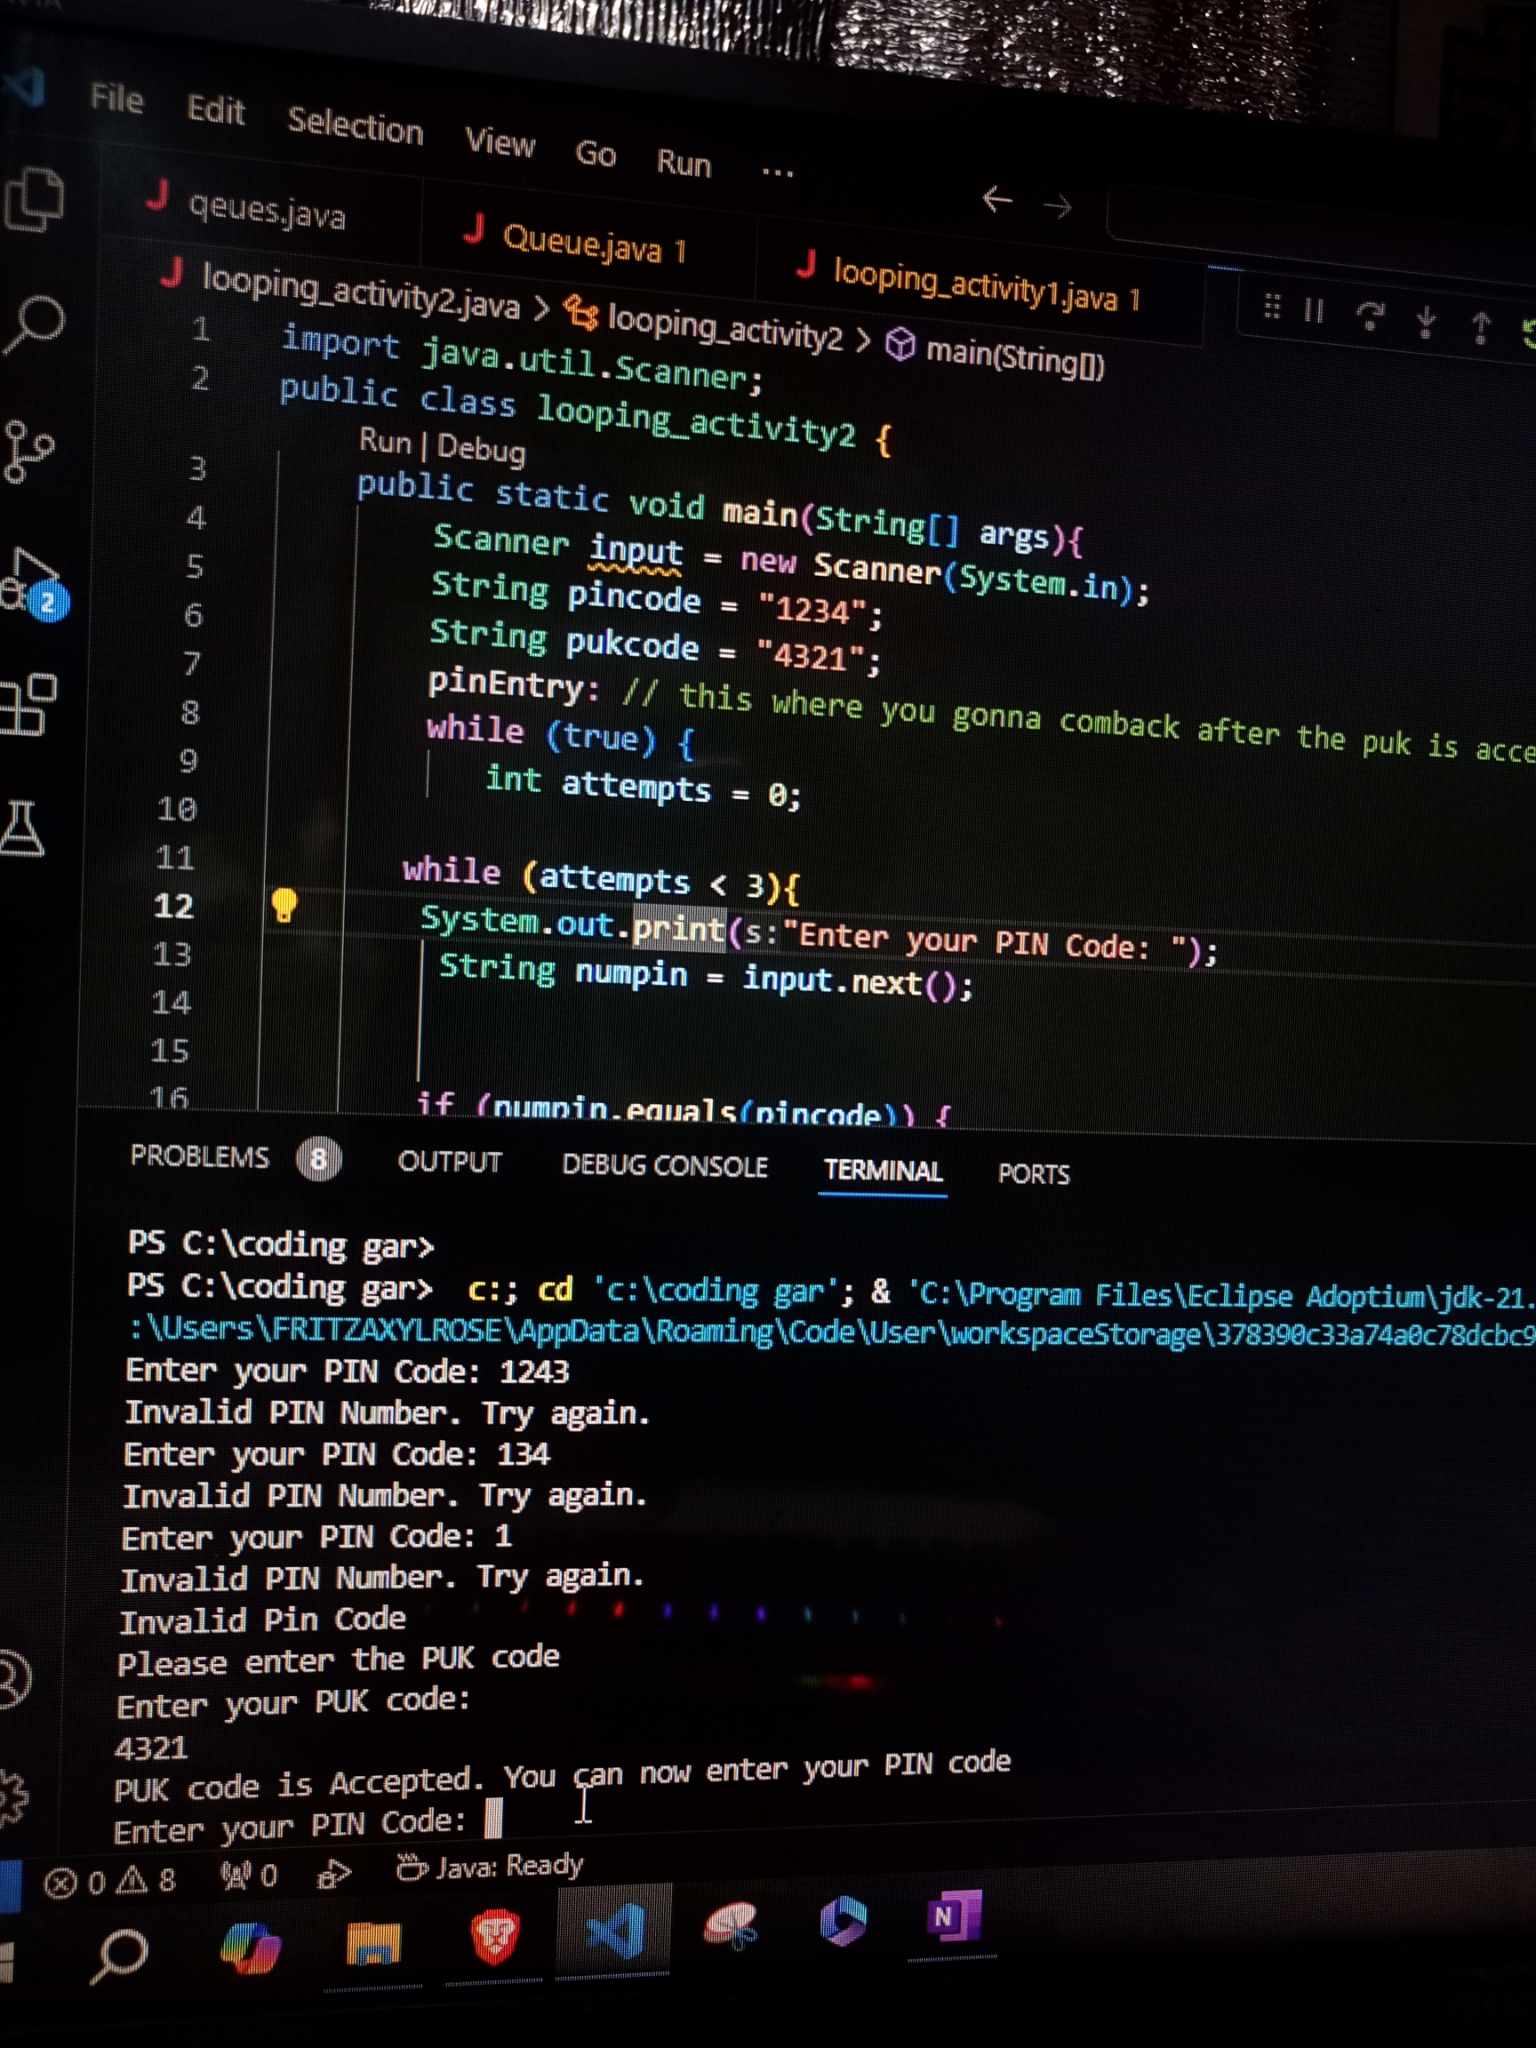 File Edit Selection View Go Run ...
qeues.java Queue.java 1 looping_activity1.java 1
looping_activity2.java > looping_activity2 > main(String[])
1 import java.util.Scanner;
2 public class looping_activity2 {
Run | Debug
3 public static void main(String[] args){
4 Scanner input = new Scanner(System.in);
5 String pincode = "1234";
6 String pukcode = "4321";
7 pinEntry: // this where you gonna comback after the puk is acce
8 while (true) {
9 int attempts = 0;
10
11 while (attempts < 3){
12 System.out.print(s:"Enter your PIN Code: ");
13 String numpin = input.next();
14
15
16 if (numpin.equals(pincode)) {
2
PROBLEMS 8 OUTPUT DEBUG CONSOLE TERMINAL PORTS
PS C:\coding gar>
PS C:\coding gar> c:; cd 'c:\coding gar'; & 'C:\Program Files\Eclipse Adoptium\jdk-21.
:\Users\FRITZAXYLROSE\AppData\Roaming\Code\User\workspaceStorage\378390c33a74a0c78dcbc9
Enter your PIN Code: 1243
Invalid PIN Number. Try again.
Enter your PIN Code: 134
Invalid PIN Number. Try again.
Enter your PIN Code: 1
Invalid PIN Number. Try again.
Invalid Pin Code
Please enter the PUK code
Enter your PUK code:
4321
PUK code is Accepted. You can now enter your PIN code
Enter your PIN Code:
0 8 0 Java: Ready
N